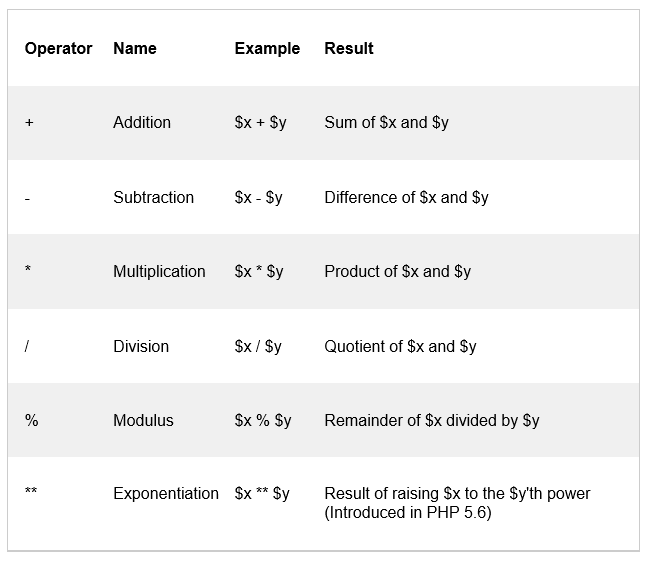 Operator Name Example Result
+ Addition $x + $y Sum of $x and $y
- Subtraction $x - $y Difference of $x and $y
* Multiplication $x * $y Product of $x and $y
/ Division $x / $y Quotient of $x and $y
% Modulus $x % $y Remainder of $x divided by $y
** Exponentiation $x ** $y Result of raising $x to the $y'th power
(Introduced in PHP 5.6)